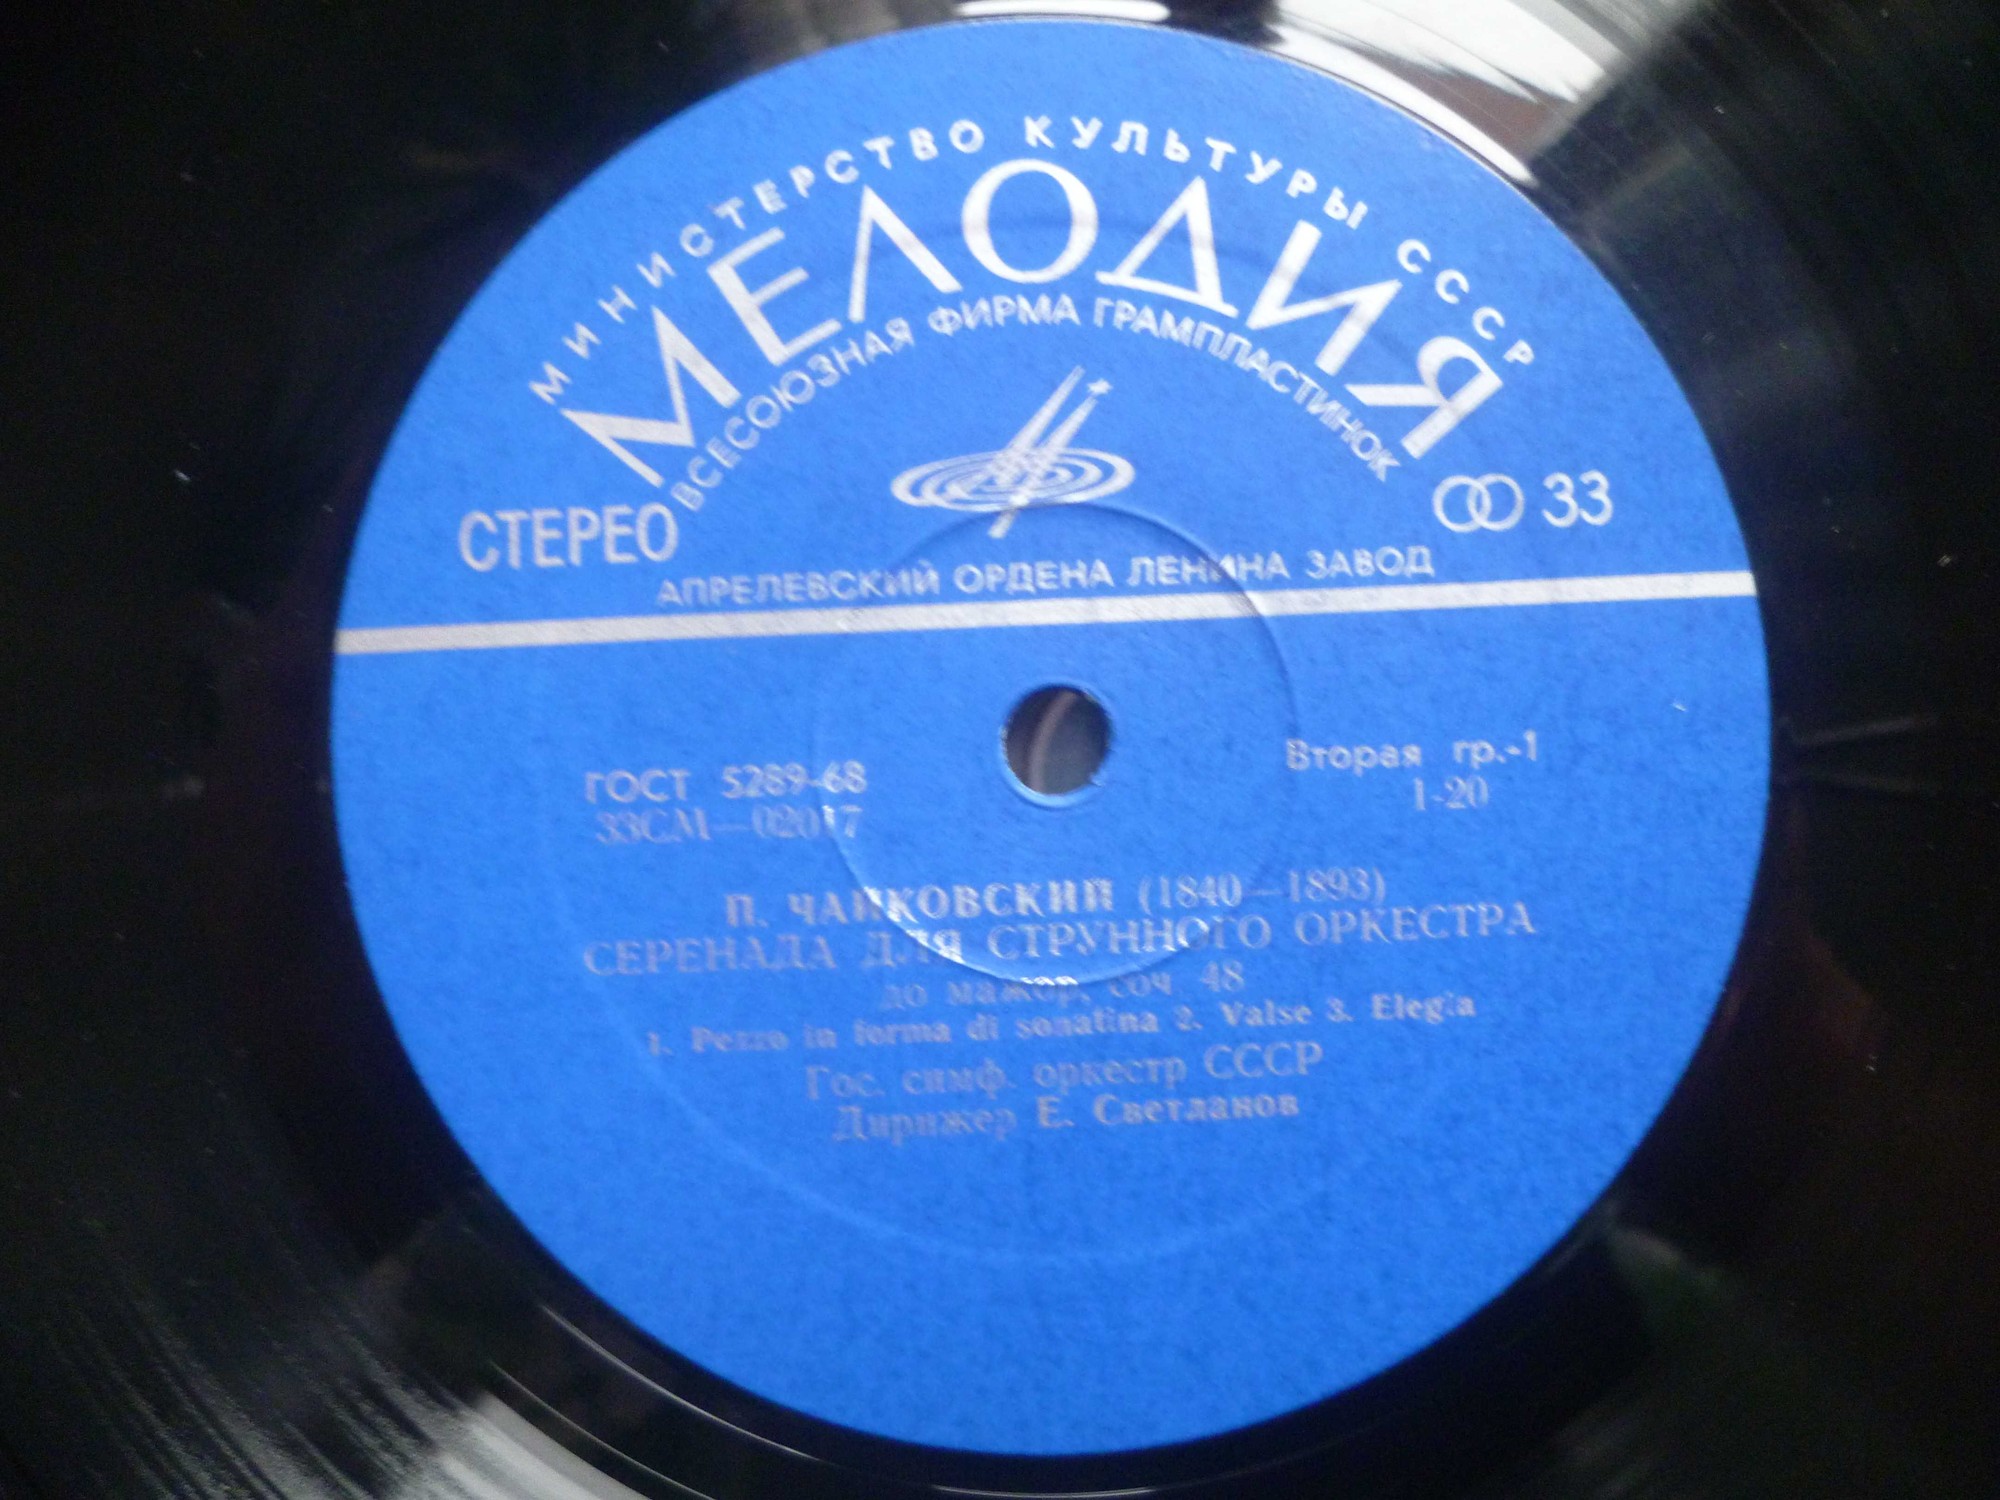 МИНИСТЕРСТВО КУЛЬТУРЫ СССР
МЕЛОДИЯ
ВСЕСОЮЗНАЯ ФИРМА ГРАМПЛАСТИНОК
СТЕРЕО
33
АПРЕЛЕВСКИЙ ОРДЕНА ЛЕНИНА ЗАВОД
ГОСТ 5289-68
Вторая гр.-1
33СМ—02017
1-20
П. ЧАЙКОВСКИЙ (1840—1893)
СЕРЕНАДА ДЛЯ СТРУННОГО ОРКЕСТРА
до мажор, соч 48
1. Pezzo in forma di sonatina 2. Valse 3. Elegia
Гос. симф. оркестр СССР
Дирижер Е. Светланов